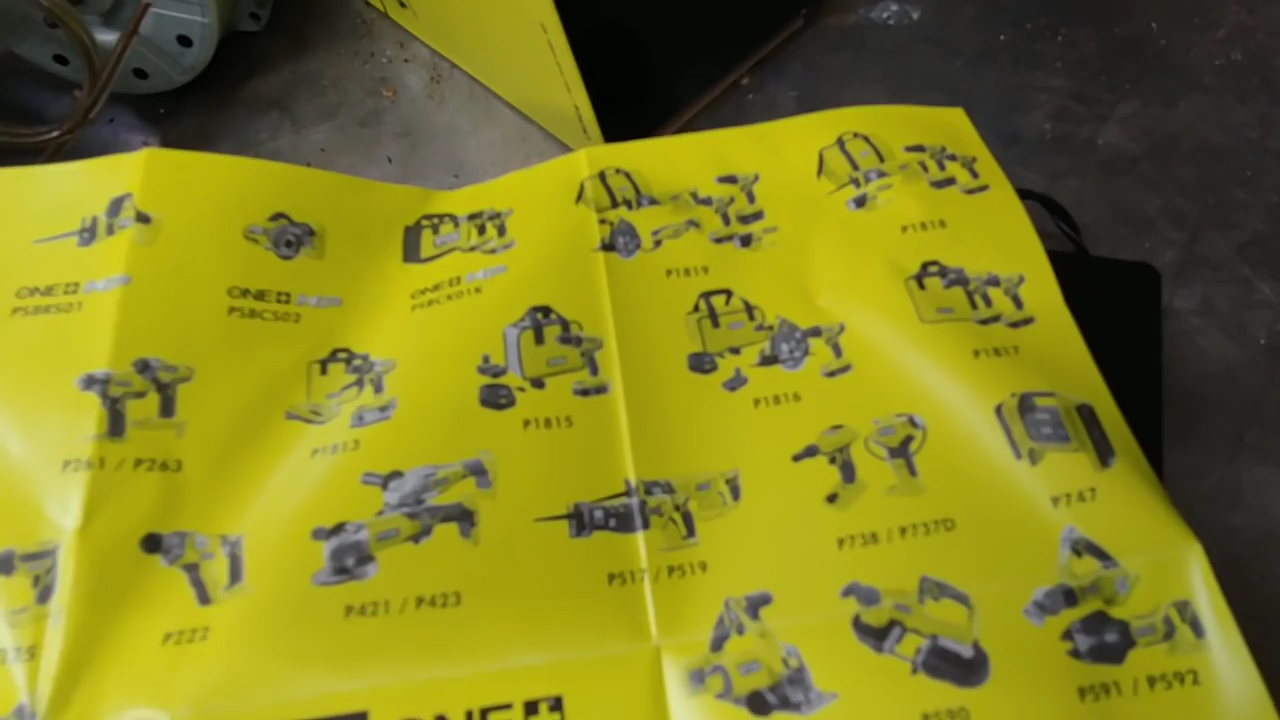 P1818
P1819
ONE+ HP
PSBRS01
ONE+ HP
PSBCS02
ONE+ HP
PSBCK01K
P1817
P1816
P1815
P1813
P261 / P263
P747
P738 / P737D
P517 / P519
P421 / P423
P222
P591 / P592
P590
ONE+